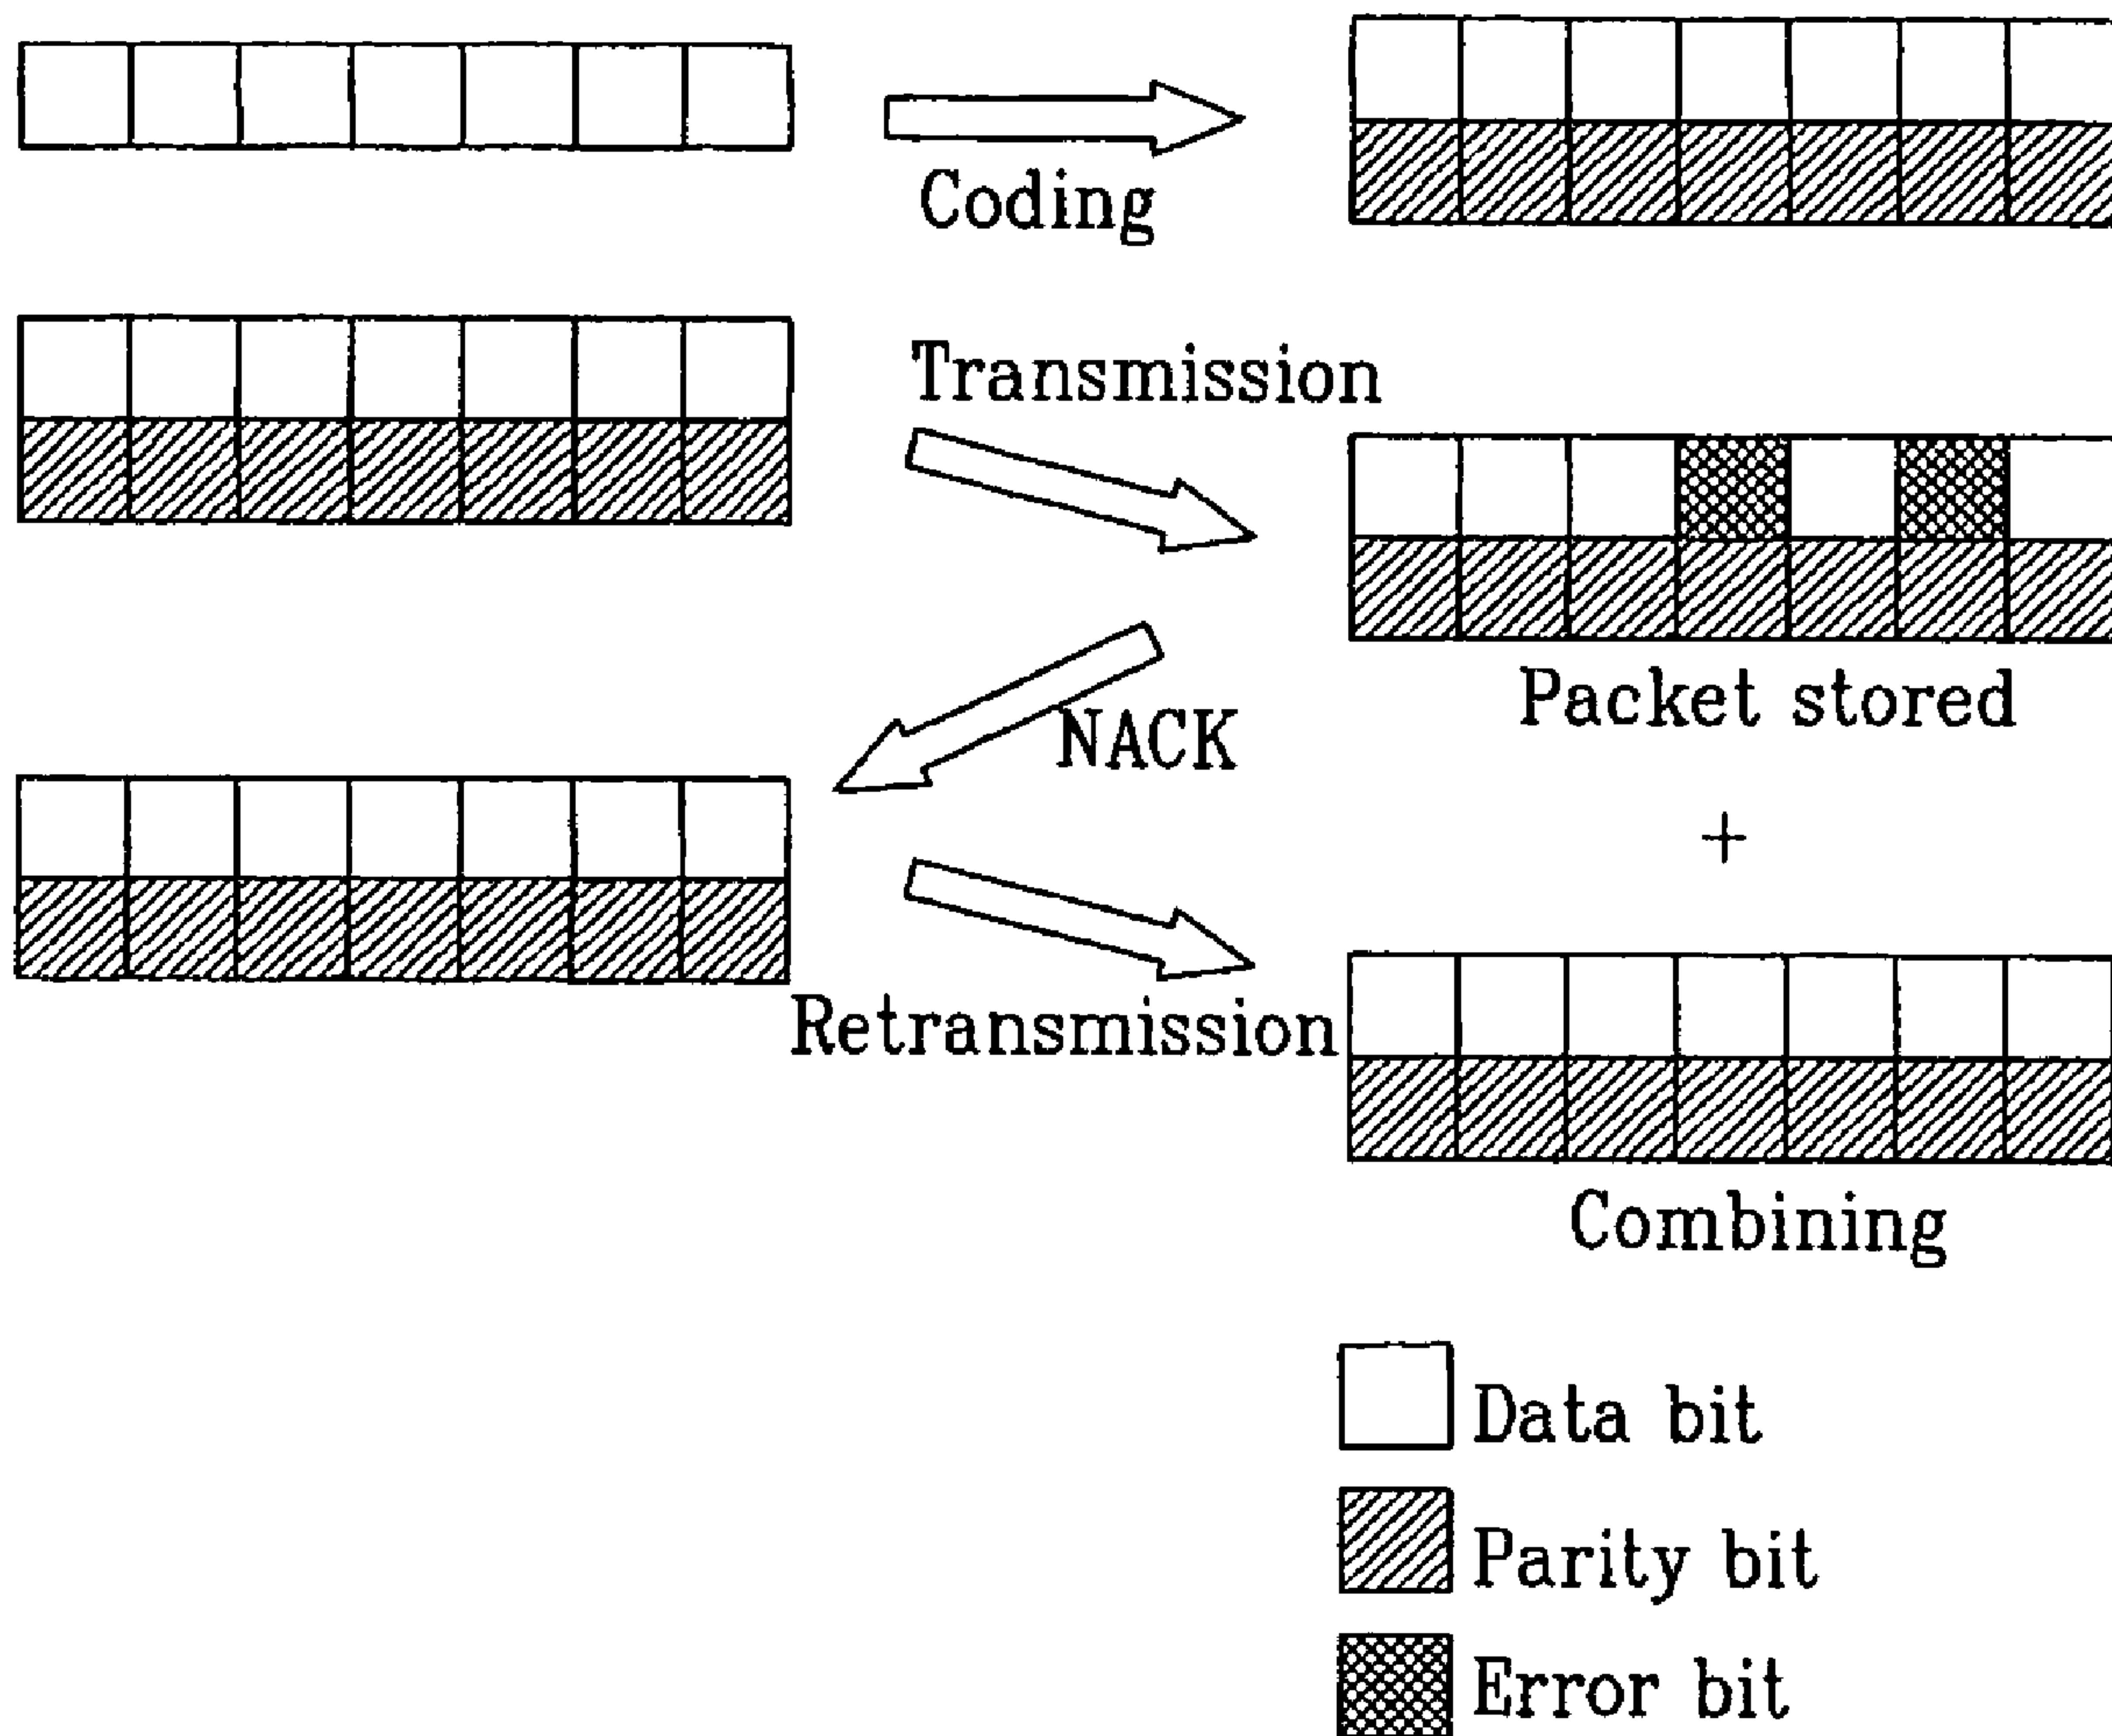 Coding
Transmission
Packet stored
NACK
+
Retransmission
Combining
Data bit
Parity bit
Error bit